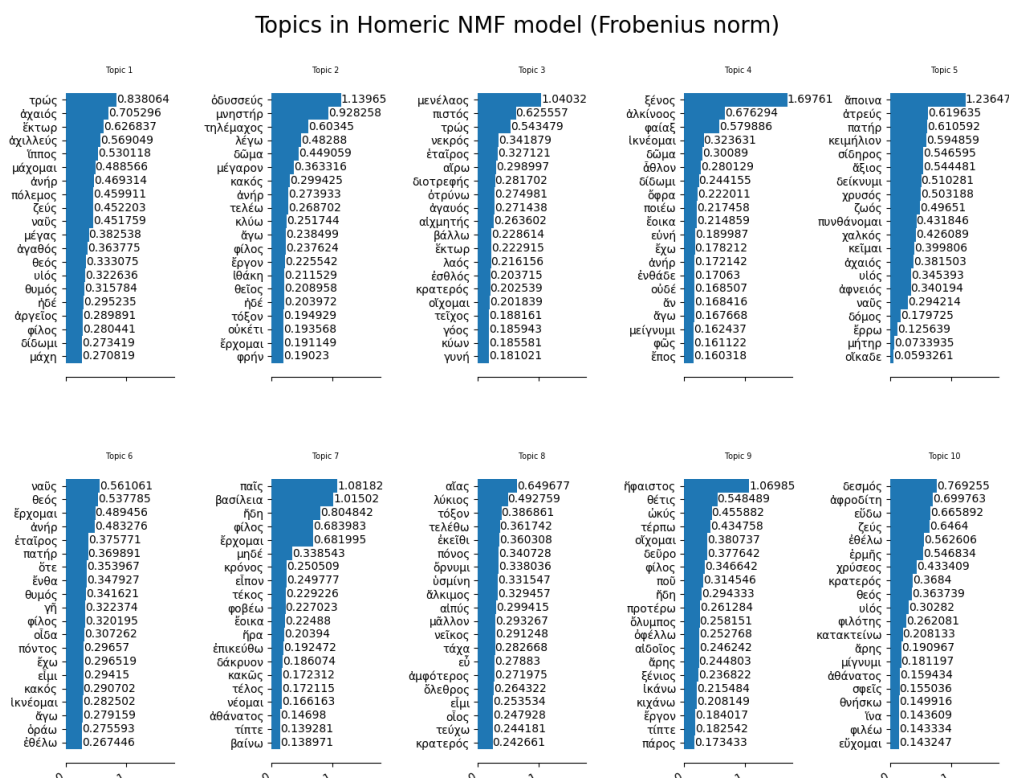 Topics in Homeric NMF model (Frobenius norm)
Topic 1
τρώς 0.838064
ἀχαιός 0.705296
ἕκτωρ 0.626837
ἀχιλλεύς 0.569049
ἵππος 0.530118
μάχομαι 0.488566
ἀνήρ 0.469314
πόλεμος 0.459911
ζεύς 0.452203
ναῦς 0.451759
μέγας 0.382538
ἀγαθός 0.363775
θεός 0.333075
υἱός 0.322636
θυμός 0.315784
ἠδέ 0.295235
ἀργεῖος 0.289891
φίλος 0.280441
δίδωμι 0.273419
μάχη 0.270819
Topic 2
ὀδυσσεύς 1.13965
μνηστήρ 0.928258
τηλέμαχος 0.60345
λέγω 0.48288
δῶμα 0.449059
μέγαρον 0.363316
κακός 0.299425
ἀνήρ 0.273933
τελέω 0.268702
κλύω 0.251744
ἄγω 0.238499
φίλος 0.237624
ἔργον 0.225542
ἰθάκη 0.211529
θεῖος 0.208958
ἠδέ 0.203972
τόξον 0.194929
οὐκέτι 0.193568
ἔρχομαι 0.191149
φρήν 0.19023
Topic 3
μενέλαος 1.04032
πιστός 0.625557
τρώς 0.543479
νεκρός 0.341879
ἑταῖρος 0.327121
αἴρω 0.298997
διοτρεφής 0.281702
ὀτρύνω 0.274981
ἀγαυός 0.271438
αἰχμητής 0.263602
βάλλω 0.228614
ἕκτωρ 0.222915
λαός 0.216156
ἐσθλός 0.203715
κρατερός 0.202539
οἴχομαι 0.201839
τεῖχος 0.188161
γόος 0.185943
κύων 0.185581
γυνή 0.181021
Topic 4
ξένος 1.69761
ἀλκίνοος 0.676294
φαίαξ 0.579886
ἱκνέομαι 0.323631
δῶμα 0.30089
ἆθλον 0.280129
δίδωμι 0.244155
ὄφρα 0.222011
ποιέω 0.217458
ἔοικα 0.214859
εὐνή 0.189987
ἔχω 0.178212
ἀνήρ 0.172142
ἐνθάδε 0.17063
οὐδέ 0.168507
ἄν 0.168416
ἄγω 0.167668
μείγνυμι 0.162437
φῶς 0.161122
ἔπος 0.160318
Topic 5
ἄποινα 1.23647
ἀτρεύς 0.619635
πατήρ 0.610592
κειμήλιον 0.594859
σίδηρος 0.546595
ἄξιος 0.544481
δείκνυμι 0.510281
χρυσός 0.503188
ζωός 0.49651
πυνθάνομαι 0.431846
χαλκός 0.426089
κεῖμαι 0.399806
ἀχαιός 0.381503
υἱός 0.345393
ἀφνειός 0.340194
ναῦς 0.294214
δόμος 0.179725
ἔρρω 0.125639
μήτηρ 0.0733935
οἴκαδε 0.0593261
Topic 6
ναῦς 0.561061
θεός 0.537785
ἔρχομαι 0.489456
ἀνήρ 0.483276
ἑταῖρος 0.375771
πατήρ 0.369891
ὅτε 0.353967
ἔνθα 0.347927
θυμός 0.341621
γῆ 0.322374
φίλος 0.320195
οἶδα 0.307262
πόντος 0.29657
ἔχω 0.296519
εἰμι 0.29415
κακός 0.290702
ἱκνέομαι 0.282502
ἄγω 0.279159
ὁράω 0.275593
ἐθέλω 0.267446
0 1
Topic 7
παῖς 1.08182
βασίλεια 1.01502
ἤδη 0.804842
φίλος 0.683983
ἔρχομαι 0.681995
μηδέ 0.338543
κρόνος 0.250509
εἶπον 0.249777
τέκος 0.229226
φοβέω 0.227023
ἔοικα 0.22488
ἥρα 0.20394
ἐπικεύθω 0.192472
δάκρυον 0.186074
κακῶς 0.172312
τέλος 0.172115
νέομαι 0.166163
ἀθάνατος 0.14698
τίπτε 0.139281
βαίνω 0.138971
0 1
Topic 8
αἴας 0.649677
λύκιος 0.492759
τόξον 0.386861
τελέθω 0.361742
ἐκεῖθι 0.360308
πόνος 0.340728
ὄρνυμι 0.338036
ὑσμίνη 0.331547
ἄλκιμος 0.329457
αἰπύς 0.299415
μᾶλλον 0.293267
νεῖκος 0.291248
τάχα 0.282668
εὖ 0.27883
ἀμφότερος 0.271975
ὄλεθρος 0.264322
εἰμί 0.253534
οἶος 0.247928
τεύχω 0.244181
κρατερός 0.242661
0 1
Topic 9
ἥφαιστος 1.06985
θέτις 0.548489
ὠκύς 0.455882
τέρπω 0.434758
οἴχομαι 0.380737
δεῦρο 0.377642
φίλος 0.346642
ποῦ 0.314546
ἤδη 0.294333
προτέρω 0.261284
ὄλυμπος 0.258151
ὀφέλλω 0.252768
αἰδοῖος 0.246242
ἄρης 0.244803
ξένιος 0.236822
ἱκάνω 0.215484
κιχάνω 0.208149
ἔργον 0.184017
τίπτε 0.182542
πάρος 0.173433
0 1
Topic 10
δεσμός 0.769255
ἀφροδίτη 0.699763
εὕδω 0.665892
ζεύς 0.6464
ἐθέλω 0.562606
ἑρμῆς 0.546834
χρύσεος 0.433409
κρατερός 0.3684
θεός 0.363739
υἱός 0.30282
φιλότης 0.262081
κατακτείνω 0.208133
ἄρης 0.190967
μίγνυμι 0.181197
ἀθάνατος 0.159434
σφεῖς 0.155036
θνήσκω 0.149916
ἵνα 0.143609
φιλέω 0.143334
εὔχομαι 0.143247
0 1